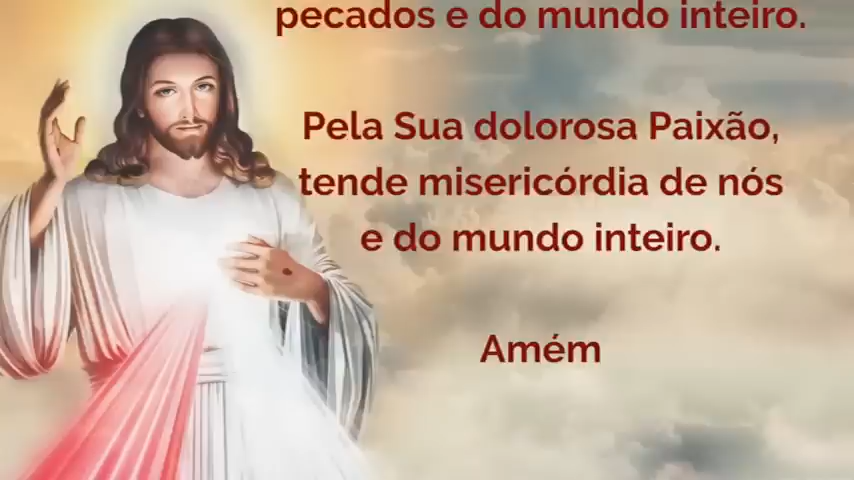 pecados e do mundo inteiro.
Pela Sua dolorosa Paixão,
tende misericórdia de nós
e do mundo inteiro.
Amém